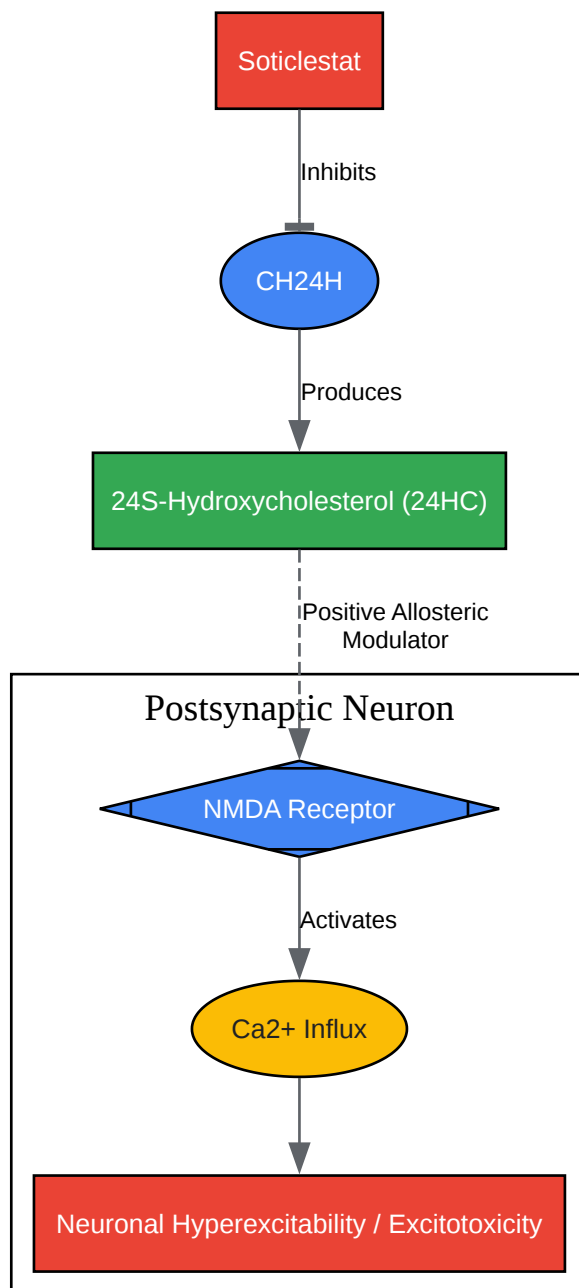 Soticlestat
Inhibits
CH24H
Produces
24S-Hydroxycholesterol (24HC)
Positive Allosteric
Modulator
Postsynaptic Neuron
NMDA Receptor
Activates
Ca2+ Influx
Neuronal Hyperexcitability / Excitotoxicity